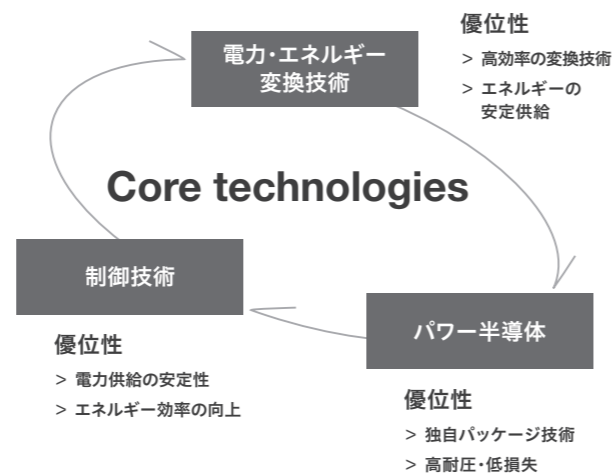 電力・エネルギー
変換技術
優位性
> 高効率の変換技術
> エネルギーの
安定供給
Core technologies
制御技術
優位性
> 電力供給の安定性
> エネルギー効率の向上
パワー半導体
優位性
> 独自パッケージ技術
> 高耐圧・低損失